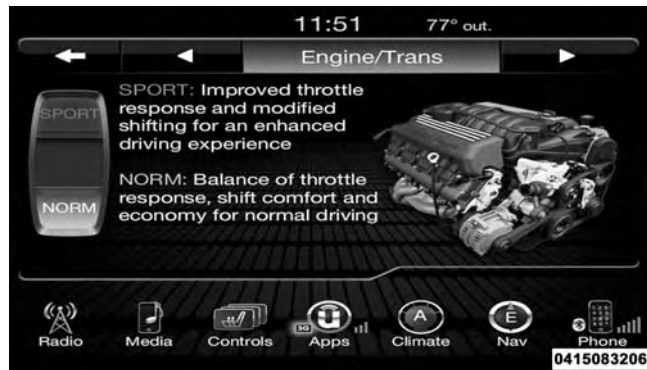 11:51 77° out.
Engine/Trans
SPORT: Improved throttle
response and modified
shifting for an enhanced
driving experience
SPORT
NORM: Balance of throttle
response, shift comfort and
economy for normal driving
NORM
Radio Media Controls 3G Apps A Climate E Nav Phone
0415083206